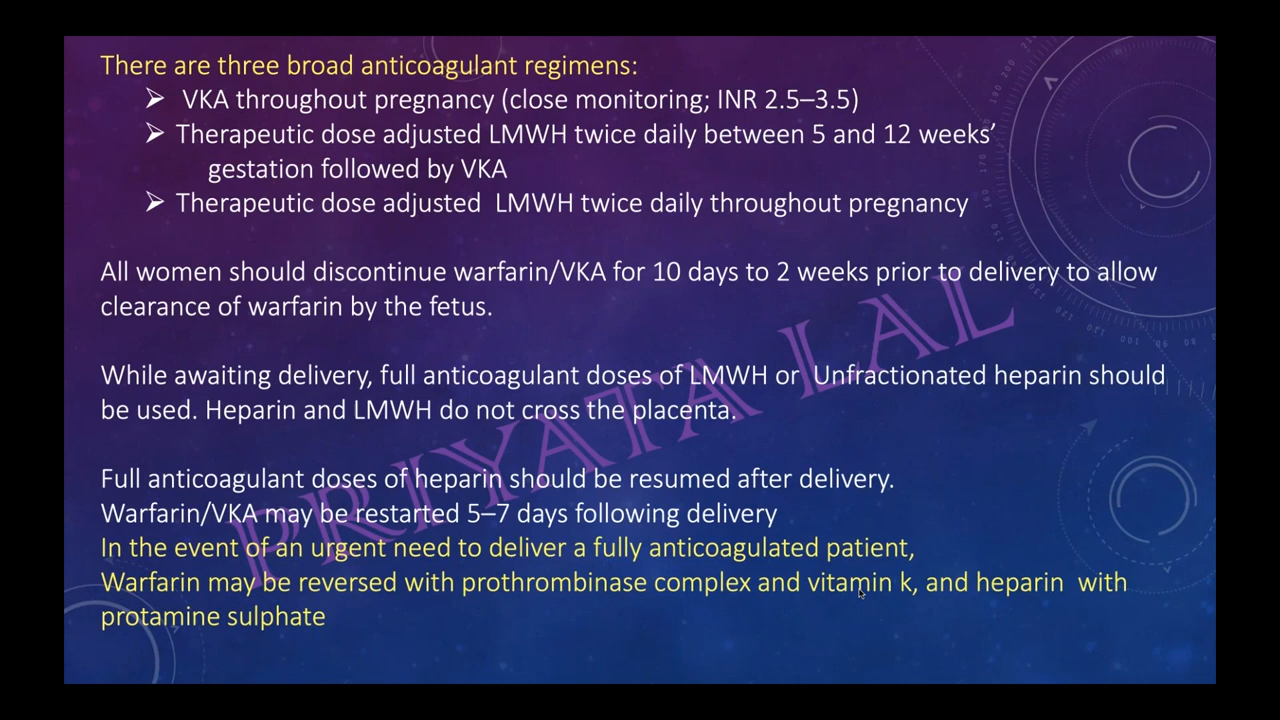 There are three broad anticoagulant regimens:
➢ VKA throughout pregnancy (close monitoring; INR 2.5–3.5)
➢ Therapeutic dose adjusted LMWH twice daily between 5 and 12 weeks’
gestation followed by VKA
➢ Therapeutic dose adjusted LMWH twice daily throughout pregnancy
All women should discontinue warfarin/VKA for 10 days to 2 weeks prior to delivery to allow
clearance of warfarin by the fetus.
While awaiting delivery, full anticoagulant doses of LMWH or Unfractionated heparin should
be used. Heparin and LMWH do not cross the placenta.
Full anticoagulant doses of heparin should be resumed after delivery.
Warfarin/VKA may be restarted 5–7 days following delivery
In the event of an urgent need to deliver a fully anticoagulated patient,
Warfarin may be reversed with prothrombinase complex and vitamin k, and heparin with
protamine sulphate
PRIYATA LAL